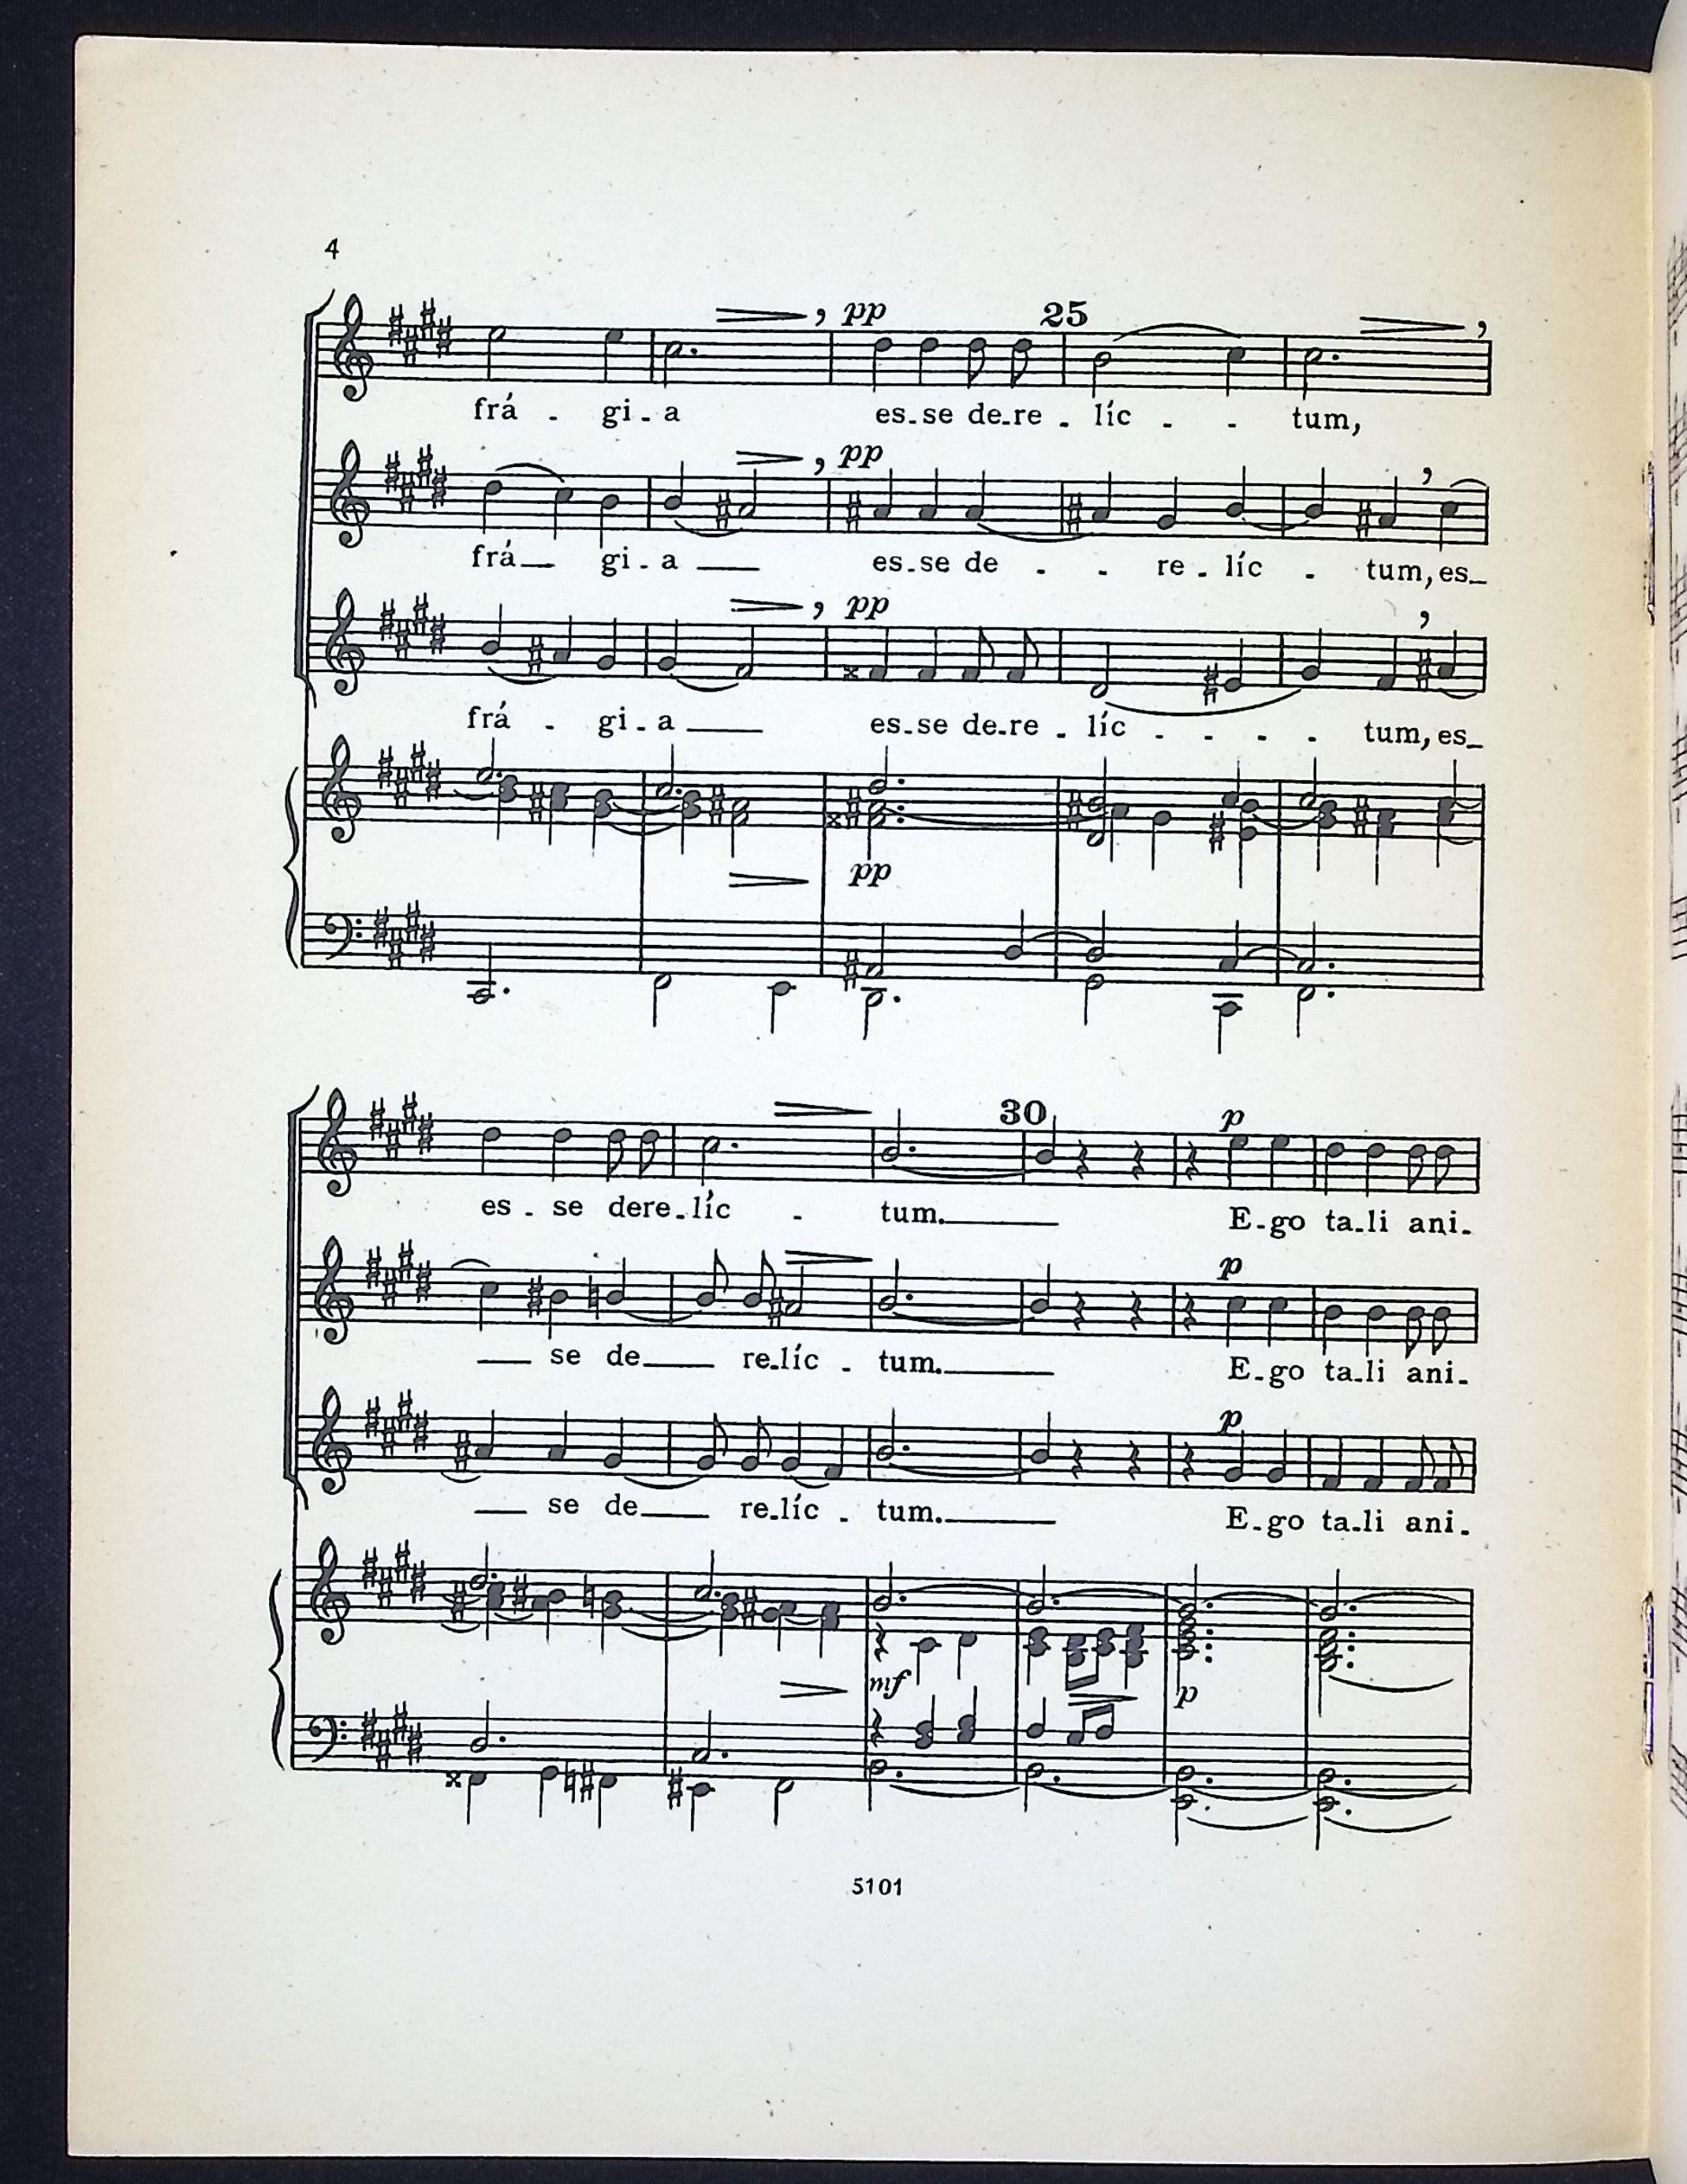 4
pp 25
frá . gi . a es . se de . re . líc . . tum,
pp
frá gi . a es . se de . . re . líc . tum, es
pp
frá . gi . a es . se de . re . líc . . . . tum, es
pp
30 p
es . se dere . líc . tum. E . go ta . li ani .
p
se de re . líc . tum. E . go ta . li ani .
p
se de re . líc . tum. E . go ta . li ani .
mf p
5101